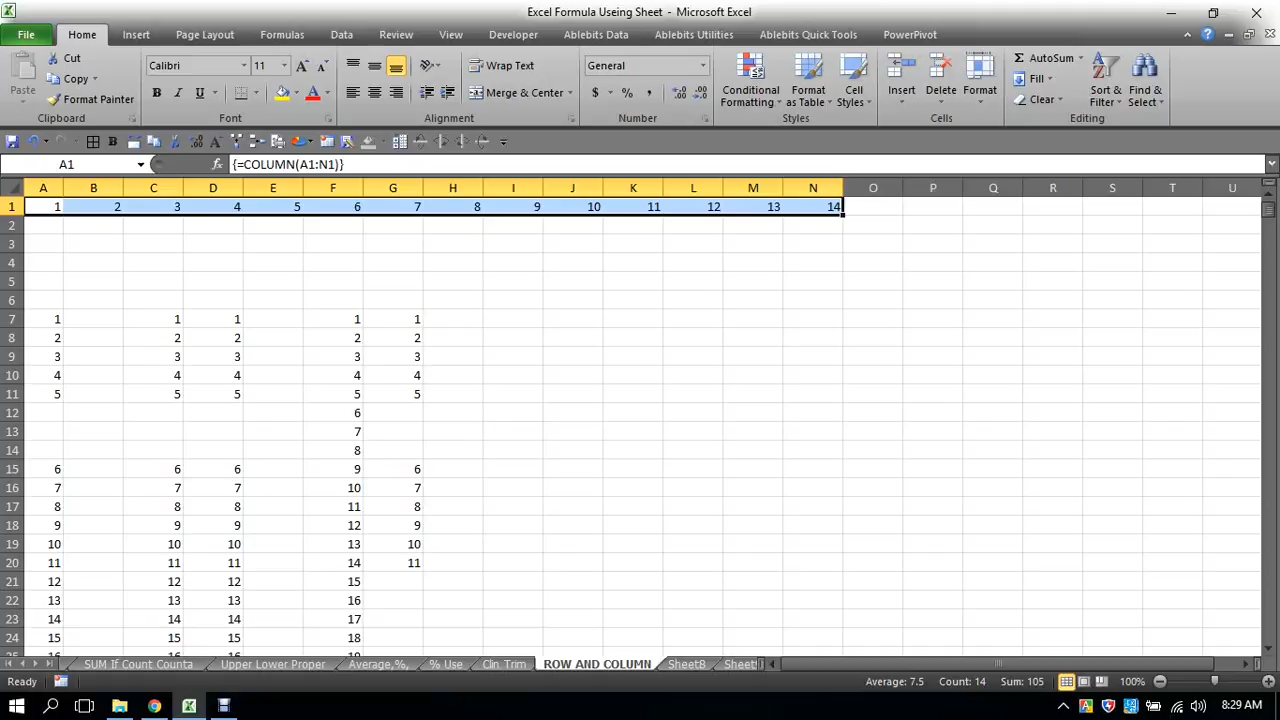 Excel Formula Useing Sheet - Microsoft Excel
File Home Insert Page Layout Formulas Data Review View Developer Ablebits Data Ablebits Utilities Ablebits Quick Tools PowerPivot
Paste
Cut
Copy
Format Painter
Clipboard
Calibri 11
B I U
Font
Wrap Text
Merge & Center
Alignment
General
$ % ,
Number
Conditional Formatting
Format as Table
Cell Styles
Styles
Insert Delete Format
Cells
AutoSum
Fill
Clear
Sort & Filter
Find & Select
Editing
A1 fx {=COLUMN(A1:N1)}
A B C D E F G H I J K L M N O P Q R S T U
1 1 2 3 4 5 6 7 8 9 10 11 12 13 14
2
3
4
5
6
7 1 1 1 1 1
8 2 2 2 2 2
9 3 3 3 3 3
10 4 4 4 4 4
11 5 5 5 5 5
12 6
13 7
14 8
15 6 6 6 9 6
16 7 7 7 10 7
17 8 8 8 11 8
18 9 9 9 12 9
19 10 10 10 13 10
20 11 11 11 14 11
21 12 12 12 15
22 13 13 13 16
23 14 14 14 17
24 15 15 15 18
SUM If Count Counta Upper Lower Proper Average,%, % Use Clin Trim ROW AND COLUMN Sheet8 Sheet
Ready Average: 7.5 Count: 14 Sum: 105 100%
8:29 AM